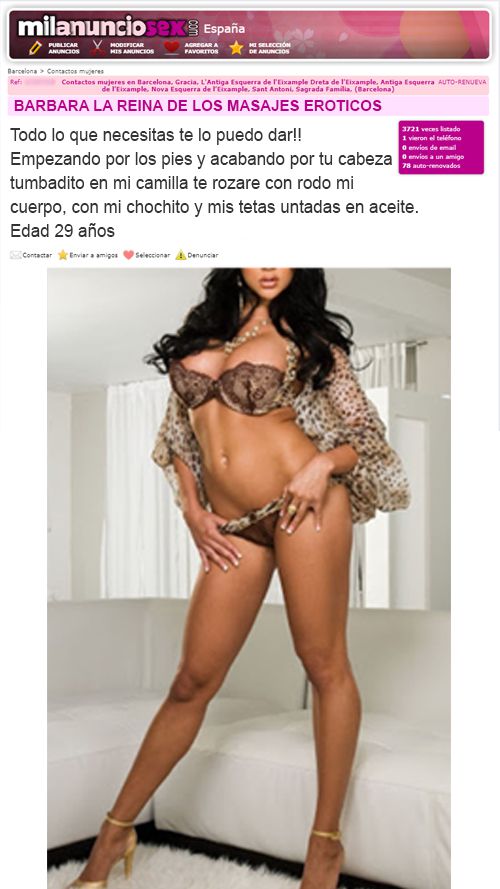 milanunciosex.com España
PUBLICAR ANUNCIOS
MODIFICAR MIS ANUNCIOS
AGREGAR A FAVORITOS
MI SELECCIÓN DE ANUNCIOS
Barcelona > Contactos mujeres
Ref:
Contactos mujeres en Barcelona, Gracia, L'Antiga Esquerra de l'Eixample Dreta de l'Eixample, Antiga Esquerra
de l'Eixample, Nova Esquerra de l'Eixample, Sant Antoni, Sagrada Familia, (Barcelona)
AUTO-RENUEVA
BARBARA LA REINA DE LOS MASAJES EROTICOS
Todo lo que necesitas te lo puedo dar!!
Empezando por los pies y acabando por tu cabeza
tumbadito en mi camilla te rozare con rodo mi
cuerpo, con mi chochito y mis tetas untadas en aceite.
Edad 29 años
3721 veces listado
1 vieron el teléfono
0 envíos de email
0 envíos a un amigo
78 auto-renovados
Contactar
Enviar a amigos
Seleccionar
Denunciar